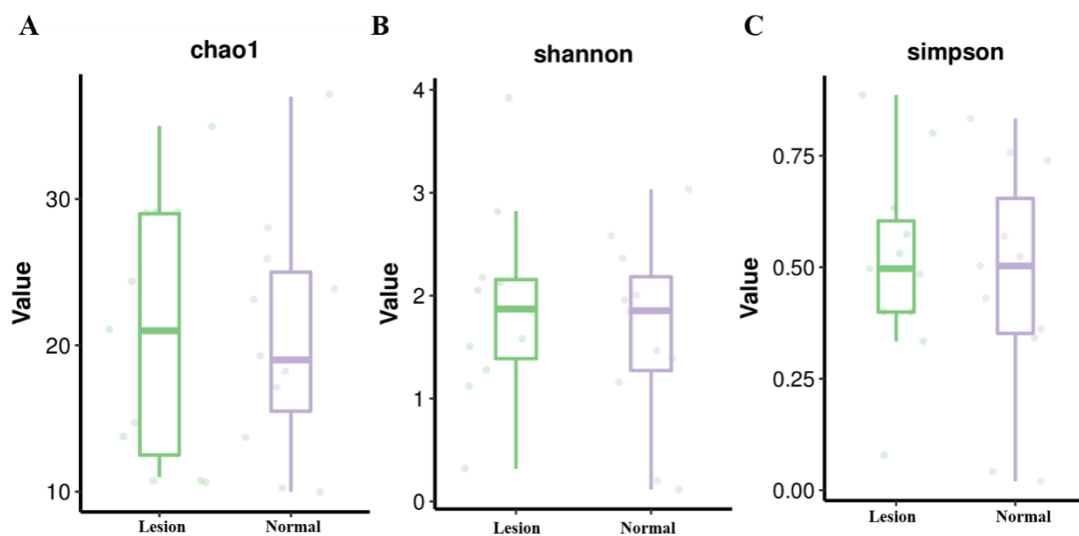 A
chao1
Value
30
20
10
Lesion Normal
B
shannon
Value
4
3
2
1
0
Lesion Normal
C
simpson
Value
0.75
0.50
0.25
0.00
Lesion Normal